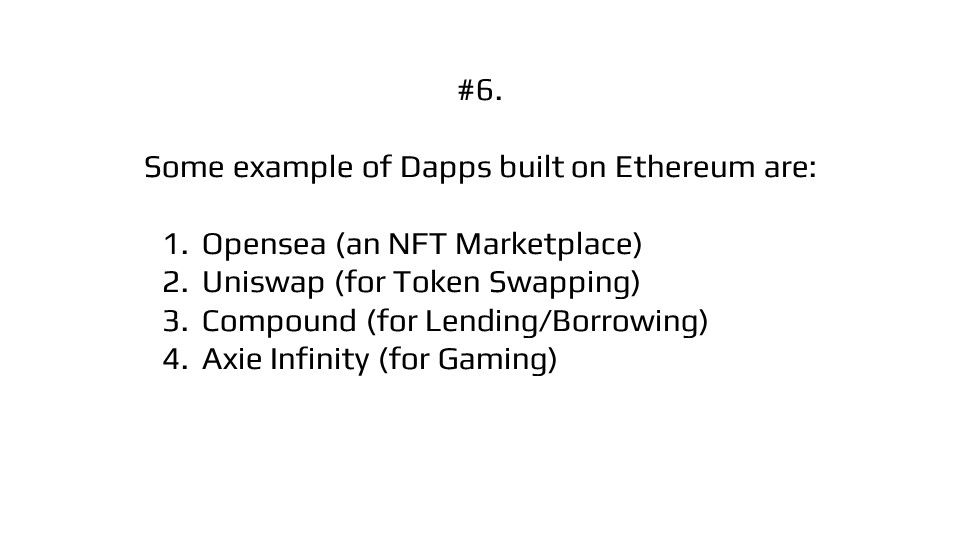 #6.
Some example of Dapps built on Ethereum are:
1. Opensea (an NFT Marketplace)
2. Uniswap (for Token Swapping)
3. Compound (for Lending/Borrowing)
4. Axie Infinity (for Gaming)